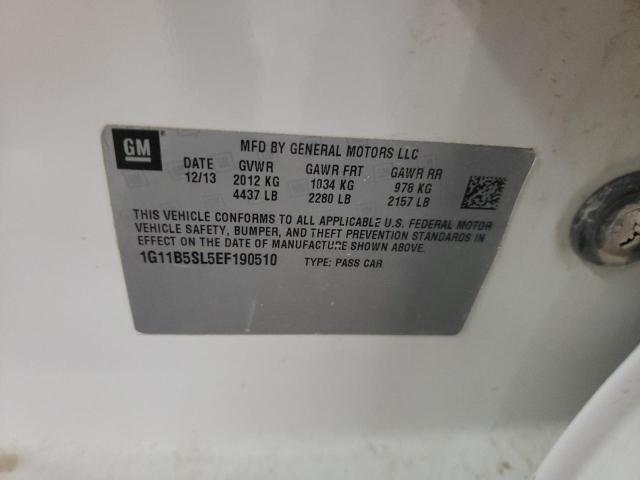 GM
MFD BY GENERAL MOTORS LLC
DATE GVWR GAWR FRT GAWR RR
12/13 2012 KG 1034 KG 978 KG
4437 LB 2280 LB 2157 LB
THIS VEHICLE CONFORMS TO ALL APPLICABLE U.S. FEDERAL MOTOR
VEHICLE SAFETY, BUMPER, AND THEFT PREVENTION STANDARDS IN
EFFECT ON THE DATE OF MANUFACTURE SHOWN ABOVE.
1G11B5SL5EF190510 TYPE: PASS CAR